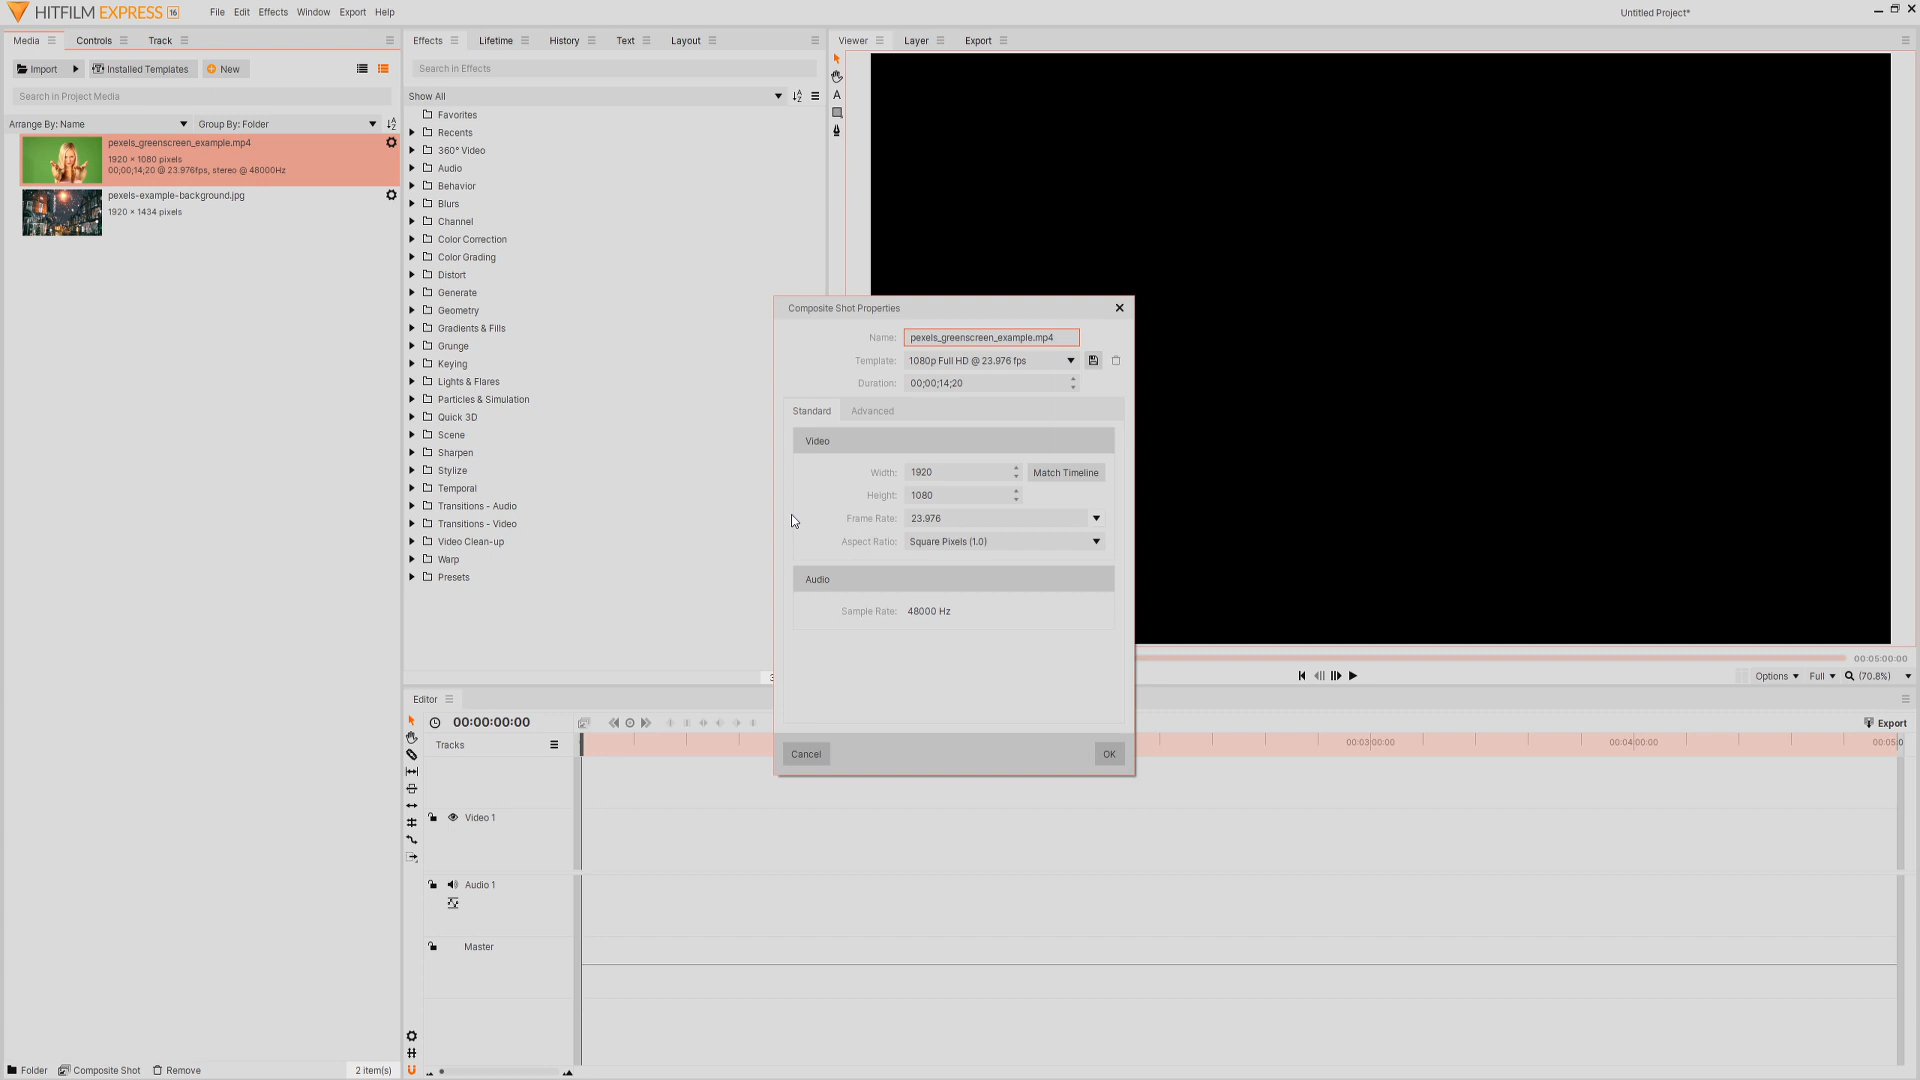 HITFILM EXPRESS 16 File Edit Effects Window Export Help Untitled Project*
Media Controls Track
Import Installed Templates New
Search in Project Media
Arrange By: Name Group By: Folder
pexels_greenscreen_example.mp4
1920 × 1080 pixels
00;00;14;20 @ 23.976fps, stereo @ 48000Hz
pexels-example-background.jpg
1920 × 1434 pixels
Folder Composite Shot Remove 2 item(s)
Effects Lifetime History Text Layout
Search in Effects
Show All
Favorites
Recents
360° Video
Audio
Behavior
Blurs
Channel
Color Correction
Color Grading
Distort
Generate
Geometry
Gradients & Fills
Grunge
Keying
Lights & Flares
Particles & Simulation
Quick 3D
Scene
Sharpen
Stylize
Temporal
Transitions - Audio
Transitions - Video
Video Clean-up
Warp
Presets
Viewer Layer Export
A
Composite Shot Properties
Name: pexels_greenscreen_example.mp4
Template: 1080p Full HD @ 23.976 fps
Duration: 00;00;14;20
Standard Advanced
Video
Width: 1920 Match Timeline
Height: 1080
Frame Rate: 23.976
Aspect Ratio: Square Pixels (1.0)
Audio
Sample Rate: 48000 Hz
Cancel OK
00:05:00:00
Options Full (70.8%)
Editor
00:00:00:00 Export
Tracks 00:03:00:00 00:04:00:00 00:05:0
Video 1
Audio 1
Master